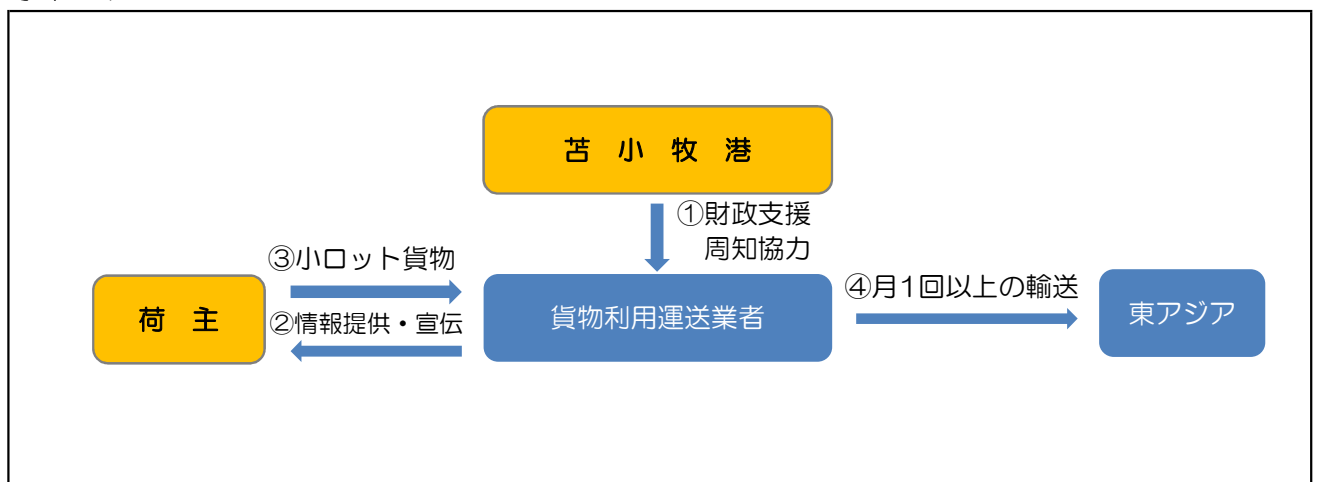 苫 小 牧 港
①財政支援
周知協力
③小ロット貨物
④月1回以上の輸送
荷 主
②情報提供・宣伝
貨物利用運送業者
東アジア